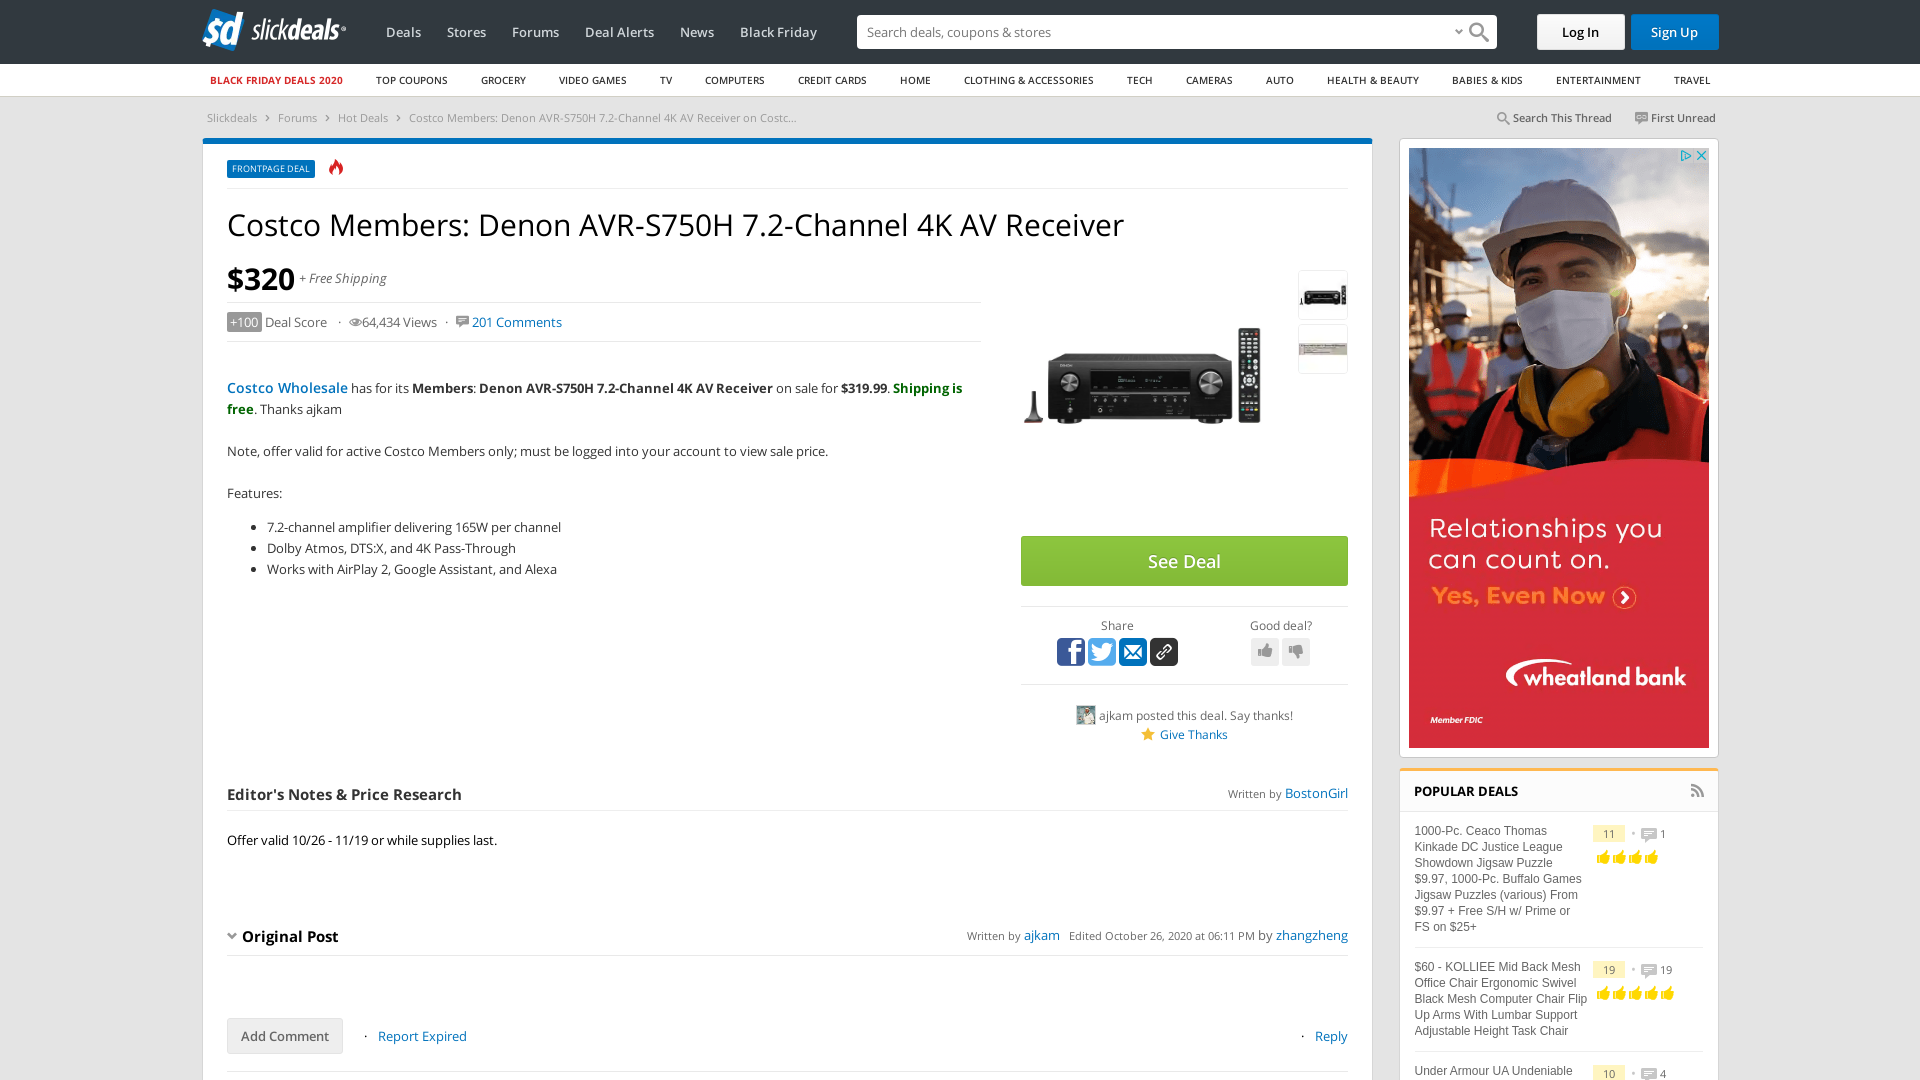 sd slickdeals
Deals Stores Forums Deal Alerts News Black Friday
Search deals, coupons & stores
Log In Sign Up
BLACK FRIDAY DEALS 2020 TOP COUPONS GROCERY VIDEO GAMES TV COMPUTERS CREDIT CARDS HOME CLOTHING & ACCESSORIES TECH CAMERAS AUTO HEALTH & BEAUTY BABIES & KIDS ENTERTAINMENT TRAVEL
Slickdeals › Forums › Hot Deals › Costco Members: Denon AVR-S750H 7.2-Channel 4K AV Receiver on Costc...
Search This Thread First Unread
FRONTPAGE DEAL
Costco Members: Denon AVR-S750H 7.2-Channel 4K AV Receiver
$320 + Free Shipping
+100 Deal Score · 64,434 Views · 201 Comments
Costco Wholesale has for its Members: Denon AVR-S750H 7.2-Channel 4K AV Receiver on sale for $319.99. Shipping is
free. Thanks ajkam
Note, offer valid for active Costco Members only; must be logged into your account to view sale price.
Features:
• 7.2-channel amplifier delivering 165W per channel
• Dolby Atmos, DTS:X, and 4K Pass-Through
• Works with AirPlay 2, Google Assistant, and Alexa
See Deal
Share
Good deal?
ajkam posted this deal. Say thanks!
Give Thanks
Editor's Notes & Price Research
Written by BostonGirl
Offer valid 10/26 - 11/19 or while supplies last.
Original Post
Written by ajkam Edited October 26, 2020 at 06:11 PM by zhangzheng
Add Comment · Report Expired
· Reply
Relationships you
can count on.
Yes, Even Now
wheatland bank
Member FDIC
POPULAR DEALS
1000-Pc. Ceaco Thomas
Kinkade DC Justice League
Showdown Jigsaw Puzzle
$9.97, 1000-Pc. Buffalo Games
Jigsaw Puzzles (various) From
$9.97 + Free S/H w/ Prime or
FS on $25+
11 • 1
$60 - KOLLIEE Mid Back Mesh
Office Chair Ergonomic Swivel
Black Mesh Computer Chair Flip
Up Arms With Lumbar Support
Adjustable Height Task Chair
19 • 19
Under Armour UA Undeniable
10 • 4